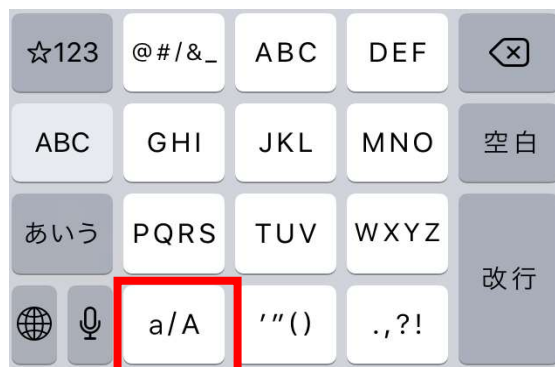 ☆123 @#/&_ ABC DEF
ABC GHI JKL MNO 空白
あいう PQRS TUV WXYZ 改行
a/A ′″() .,?!